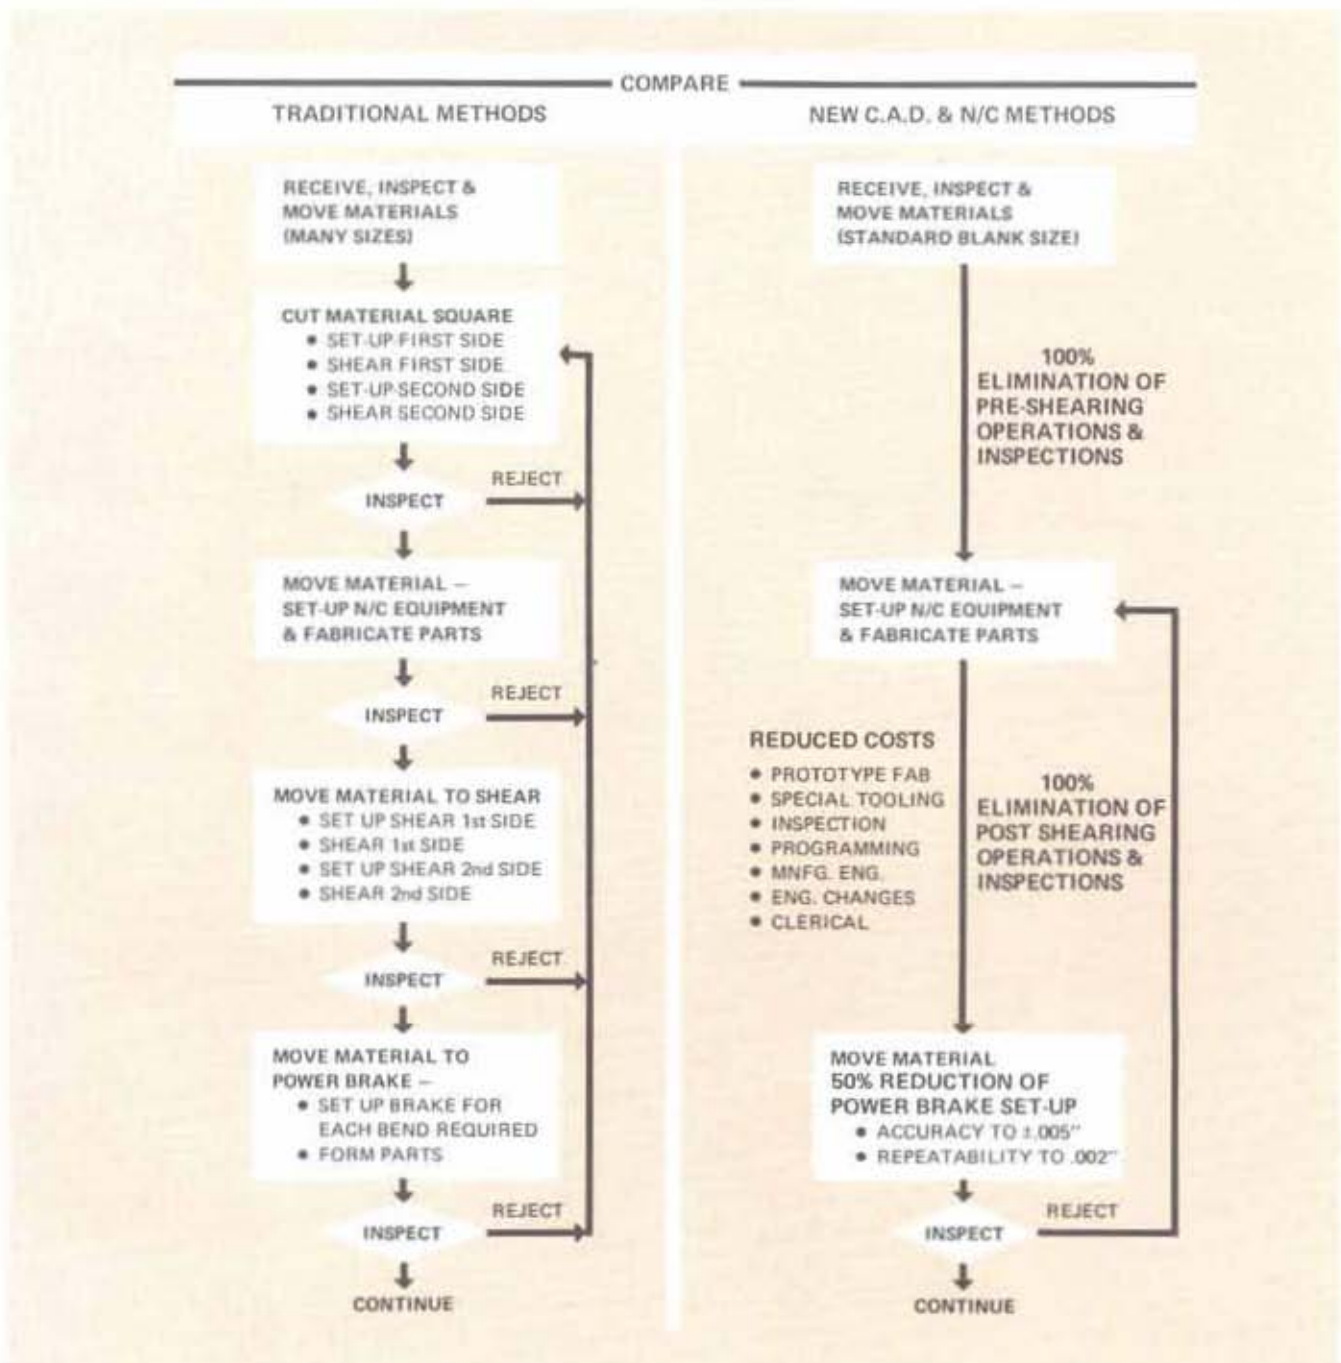 COMPARE
TRADITIONAL METHODS
RECEIVE, INSPECT &
MOVE MATERIALS
(MANY SIZES)
CUT MATERIAL SQUARE
• SET-UP FIRST SIDE
• SHEAR FIRST SIDE
• SET-UP SECOND SIDE
• SHEAR SECOND SIDE
INSPECT
REJECT
MOVE MATERIAL –
SET-UP N/C EQUIPMENT
& FABRICATE PARTS
INSPECT
REJECT
MOVE MATERIAL TO SHEAR
• SET UP SHEAR 1st SIDE
• SHEAR 1st SIDE
• SET UP SHEAR 2nd SIDE
• SHEAR 2nd SIDE
INSPECT
REJECT
MOVE MATERIAL TO
POWER BRAKE –
• SET UP BRAKE FOR
EACH BEND REQUIRED
• FORM PARTS
INSPECT
REJECT
CONTINUE
NEW C.A.D. & N/C METHODS
RECEIVE, INSPECT &
MOVE MATERIALS
(STANDARD BLANK SIZE)
100%
ELIMINATION OF
PRE-SHEARING
OPERATIONS &
INSPECTIONS
MOVE MATERIAL –
SET-UP N/C EQUIPMENT
& FABRICATE PARTS
REDUCED COSTS
• PROTOTYPE FAB
• SPECIAL TOOLING
• INSPECTION
• PROGRAMMING
• MNFG. ENG.
• ENG. CHANGES
• CLERICAL
100%
ELIMINATION OF
POST SHEARING
OPERATIONS &
INSPECTIONS
MOVE MATERIAL
50% REDUCTION OF
POWER BRAKE SET-UP
• ACCURACY TO ±.005"
• REPEATABILITY TO .002"
INSPECT
REJECT
CONTINUE